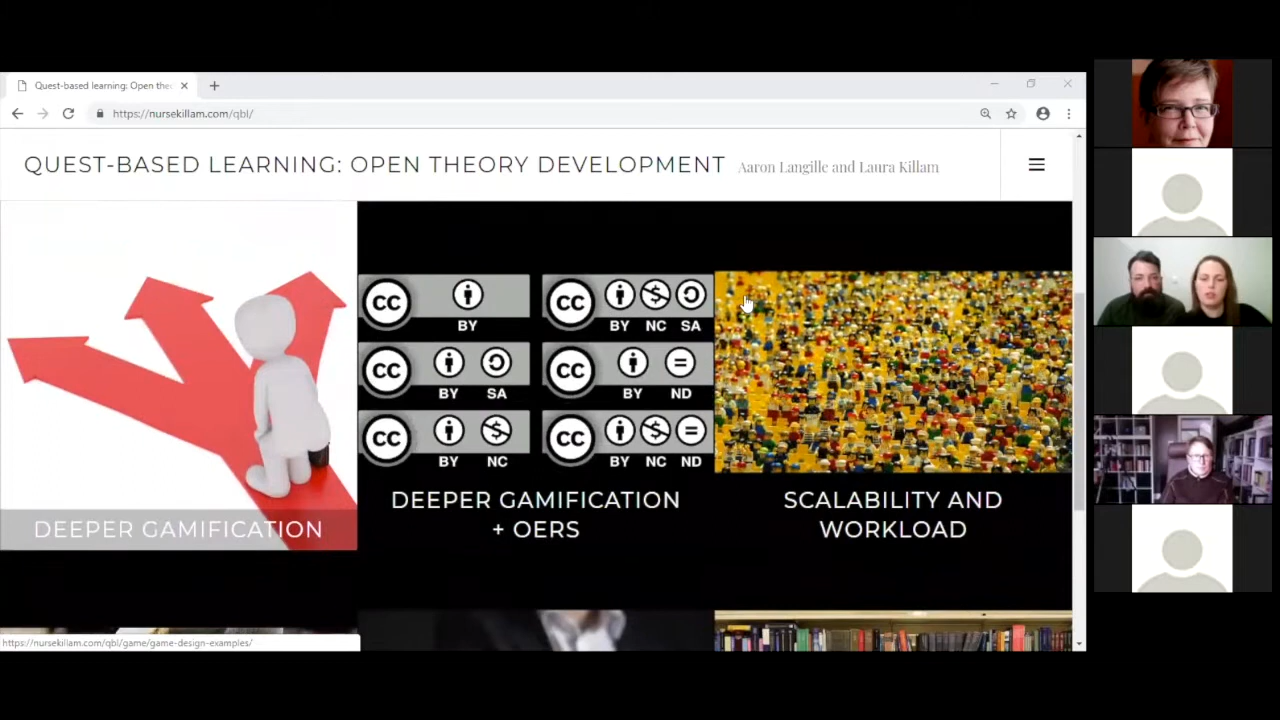 Quest-based learning: Open the
https://nursekillam.com/qbl/
QUEST-BASED LEARNING: OPEN THEORY DEVELOPMENT Aaron Langille and Laura Killam
CC BY
CC BY NC SA
CC BY SA
CC BY ND
CC BY NC
CC BY NC ND
DEEPER GAMIFICATION
DEEPER GAMIFICATION
+ OERS
SCALABILITY AND
WORKLOAD
https://nursekillam.com/qbl/game/game-design-examples/